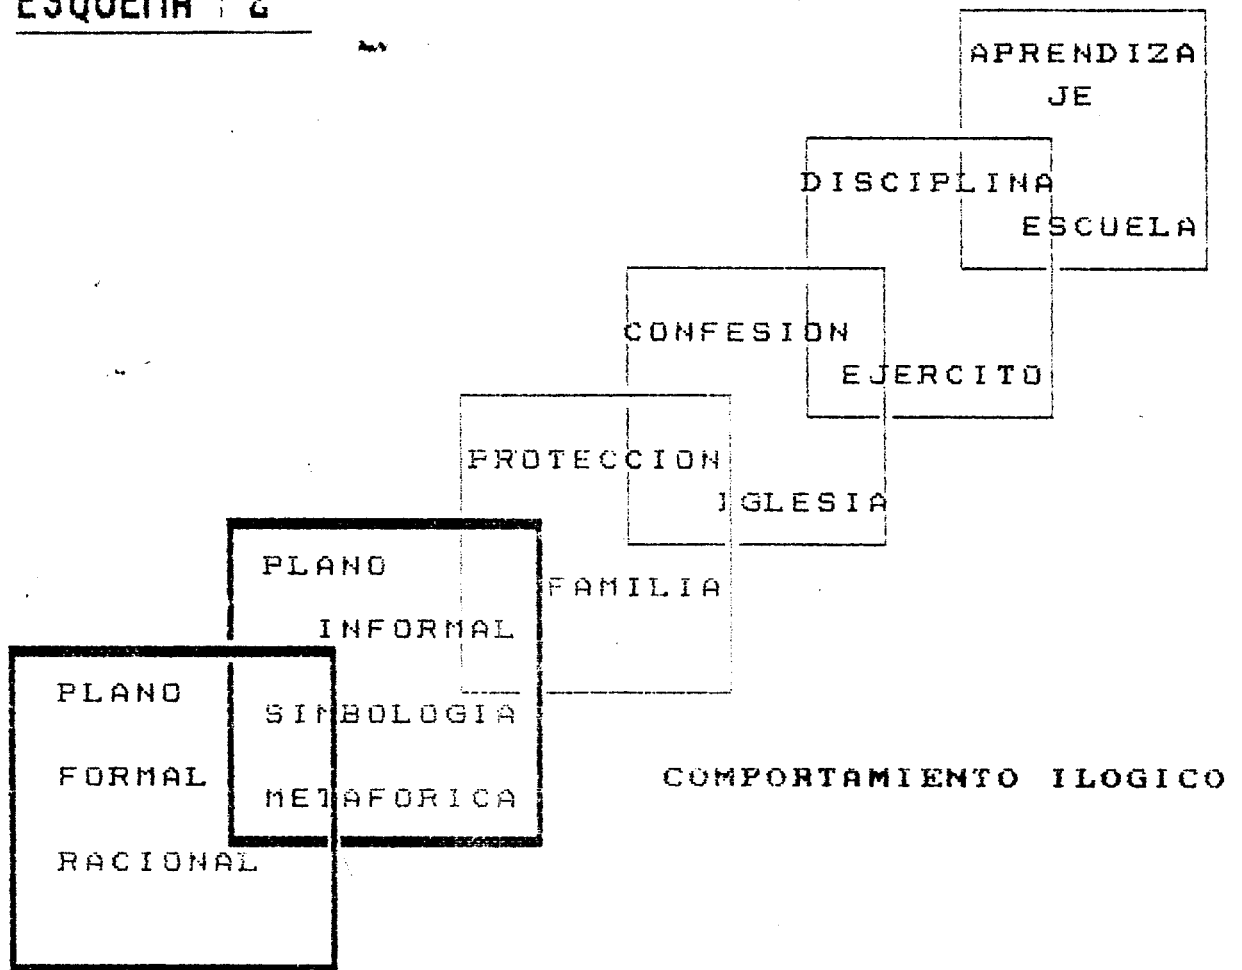 ESQUEMA : 2
APRENDIZA
JE
DISCIPLINA
ESCUELA
CONFESION
EJERCITO
PROTECCION
IGLESIA
PLANO
FAMILIA
INFORMAL
PLANO
SIMBOLOGIA
FORMAL
COMPORTAMIENTO ILOGICO
METAFORICA
RACIONAL